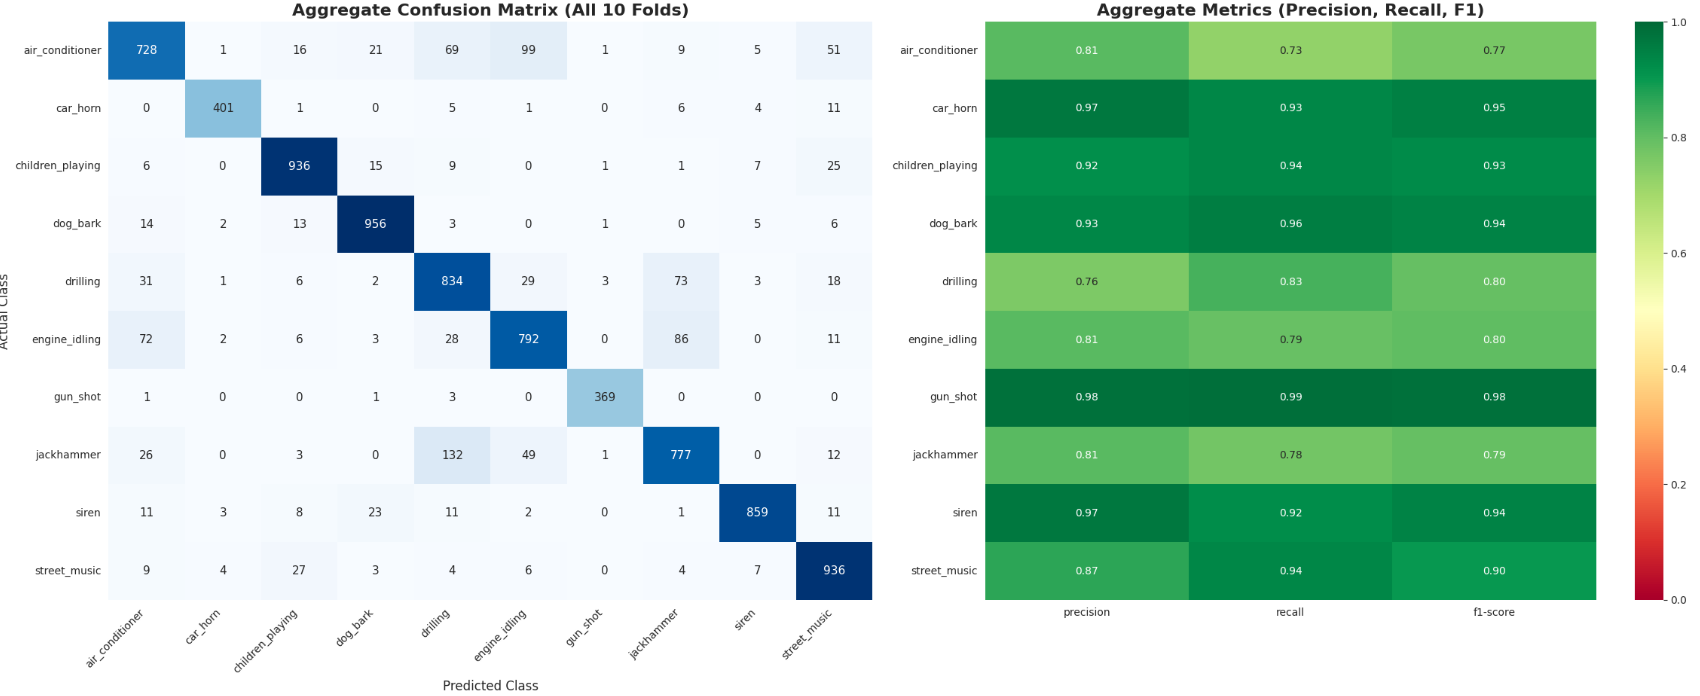 Aggregate Confusion Matrix (All 10 Folds)
air_conditioner 728 1 16 21 69 99 1 9 5 51
car_horn 0 401 1 0 5 1 0 6 4 11
children_playing 6 0 936 15 9 0 1 1 7 25
dog_bark 14 2 13 956 3 0 1 0 5 6
drilling 31 1 6 2 834 29 3 73 3 18
engine_idling 72 2 6 3 28 792 0 86 0 11
gun_shot 1 0 0 1 3 0 369 0 0 0
jackhammer 26 0 3 0 132 49 1 777 0 12
siren 11 3 8 23 11 2 0 1 859 11
street_music 9 4 27 3 4 6 0 4 7 936
air_conditioner car_horn children_playing dog_bark drilling engine_idling gun_shot jackhammer siren street_music
Predicted Class
Actual Class
Aggregate Metrics (Precision, Recall, F1)
air_conditioner 0.81 0.73 0.77
car_horn 0.97 0.93 0.95
children_playing 0.92 0.94 0.93
dog_bark 0.93 0.96 0.94
drilling 0.76 0.83 0.80
engine_idling 0.81 0.79 0.80
gun_shot 0.98 0.99 0.98
jackhammer 0.81 0.78 0.79
siren 0.97 0.92 0.94
street_music 0.87 0.94 0.90
precision recall f1-score
1.0
0.8
0.6
0.4
0.2
0.0